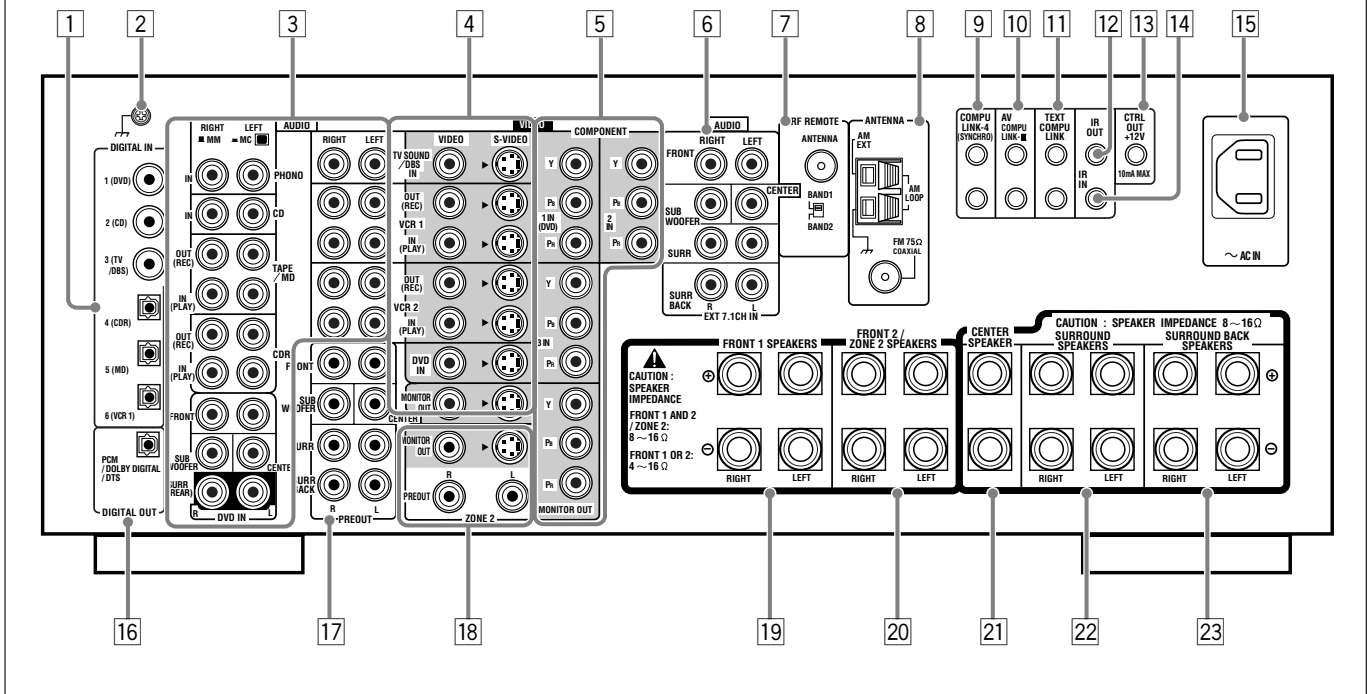 1 2 3 4 5 6 7 8 9 10 11 12 13 14 15
DIGITAL IN
1 (DVD)
2 (CD)
3 (TV
/DBS)
4 (CDR)
5 (MD)
6 (VCR 1)
PCM
/DOLBY DIGITAL
/DTS
DIGITAL OUT
AUDIO
RIGHT LEFT
MM MC
IN PHONO
IN CD
OUT
(REC)
TAPE
/MD
IN
(PLAY)
OUT
(REC)
CDR
IN
(PLAY)
FRONT
SUB
WOOFER
CENTER
SURR
(REAR)
R L
DVD IN
RIGHT LEFT
FRONT
SUB
WOOFER
CENTER
SURR
SURR
BACK
R L
PREOUT
VIDEO
VIDEO S-VIDEO
TV SOUND
/DBS
IN
OUT
(REC)
VCR 1
IN
(PLAY)
OUT
(REC)
VCR 2
IN
(PLAY)
DVD
IN
MONITOR
OUT
MONITOR
OUT
R L
PREOUT
ZONE 2
COMPONENT
Y Y
PB PB
1 IN
(DVD)
2
IN
PR PR
Y
PB
3 IN
PR
Y
PB
PR
MONITOR OUT
AUDIO
RIGHT LEFT
FRONT
CENTER
SUB
WOOFER
SURR
SURR
BACK
R L
EXT 7.1CH IN
RF REMOTE
ANTENNA
BAND1
BAND2
ANTENNA
AM
EXT
AM
LOOP
FM 75Ω
COAXIAL
COMPU
LINK-4
(SYNCHRO)
AV
COMPU
LINK-III
TEXT
COMPU
LINK
IR
OUT
IR
IN
CTRL
OUT
+12V
10mA MAX
～ AC IN
CAUTION :
SPEAKER
IMPEDANCE
FRONT 1 AND 2
/ ZONE 2:
8～16 Ω
FRONT 1 OR 2:
4～16 Ω
FRONT 1 SPEAKERS
⊕
⊖
RIGHT LEFT
FRONT 2 /
ZONE 2 SPEAKERS
RIGHT LEFT
CENTER
SPEAKER
CAUTION : SPEAKER IMPEDANCE 8～16Ω
SURROUND
SPEAKERS
RIGHT LEFT
SURROUND BACK
SPEAKERS
⊕
⊖
RIGHT LEFT
16 17 18 19 20 21 22 23